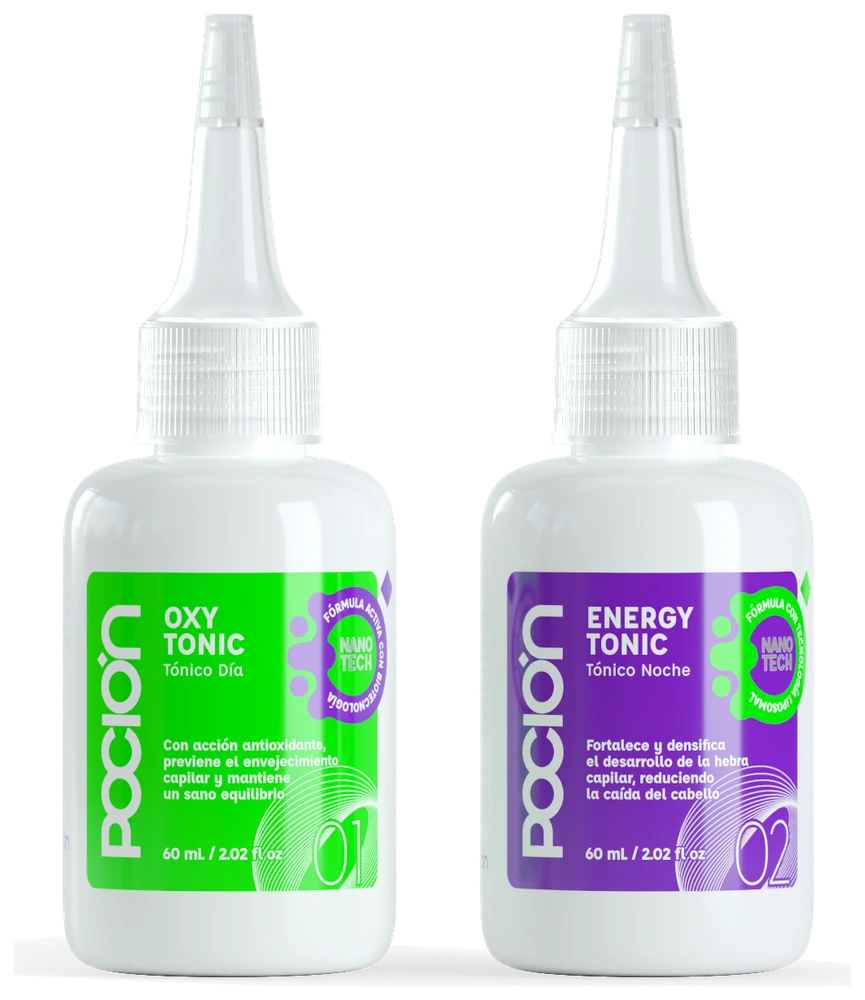 poción
OXY
TONIC
Tónico Día
FÓRMULA ACTIVA CON BIOTECNOLOGÍA
NANO
TECH
Con acción antioxidante,
previene el envejecimiento
capilar y mantiene
un sano equilibrio
60 mL / 2.02 fl oz
01
poción
ENERGY
TONIC
Tónico Noche
FÓRMULA CON TECNOLOGÍA LIPOSOMAL
NANO
TECH
Fortalece y densifica
el desarrollo de la hebra
capilar, reduciendo
la caída del cabello
60 mL / 2.02 fl oz
02